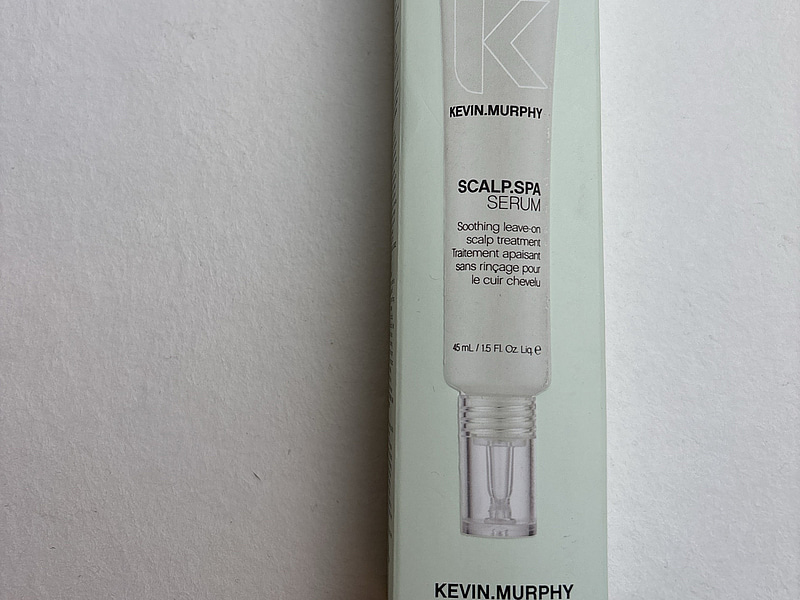 KEVIN.MURPHY
SCALP.SPA
SERUM
Soothing leave-on
scalp treatment
Traitement apaisant
sans rinçage pour
le cuir chevelu
45 mL / 1.5 Fl. Oz. Liq ℮
KEVIN.MURPHY